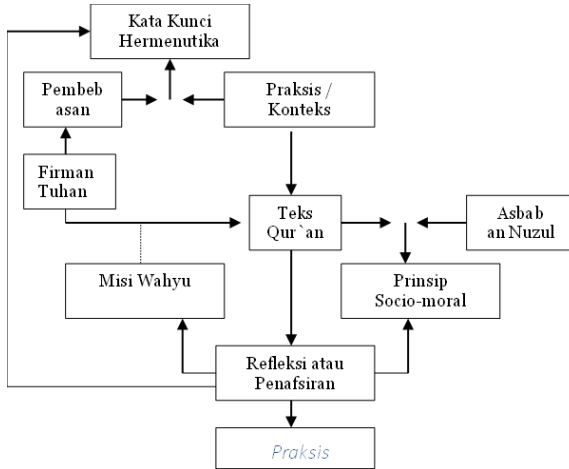 Kata Kunci
Hermenutika
Pembeb
asan
Praksis /
Konteks
Firman
Tuhan
Teks
Qur`an
Asbab
an Nuzul
Misi Wahyu
Prinsip
Socio-moral
Refleksi atau
Penafsiran
Praksis